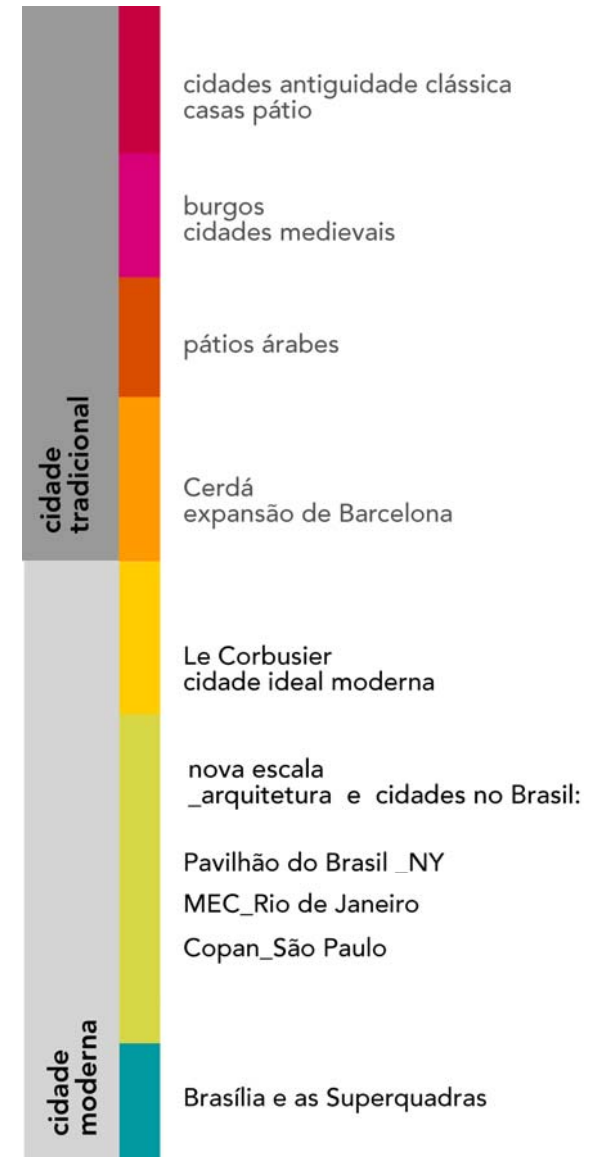 cidades antiguidade clássica
casas pátio
burgos
cidades medievais
pátios árabes
cidade
tradicional
Cerdá
expansão de Barcelona
Le Corbusier
cidade ideal moderna
nova escala
_arquitetura e cidades no Brasil:
Pavilhão do Brasil _NY
MEC_Rio de Janeiro
Copan_São Paulo
cidade
moderna
Brasília e as Superquadras